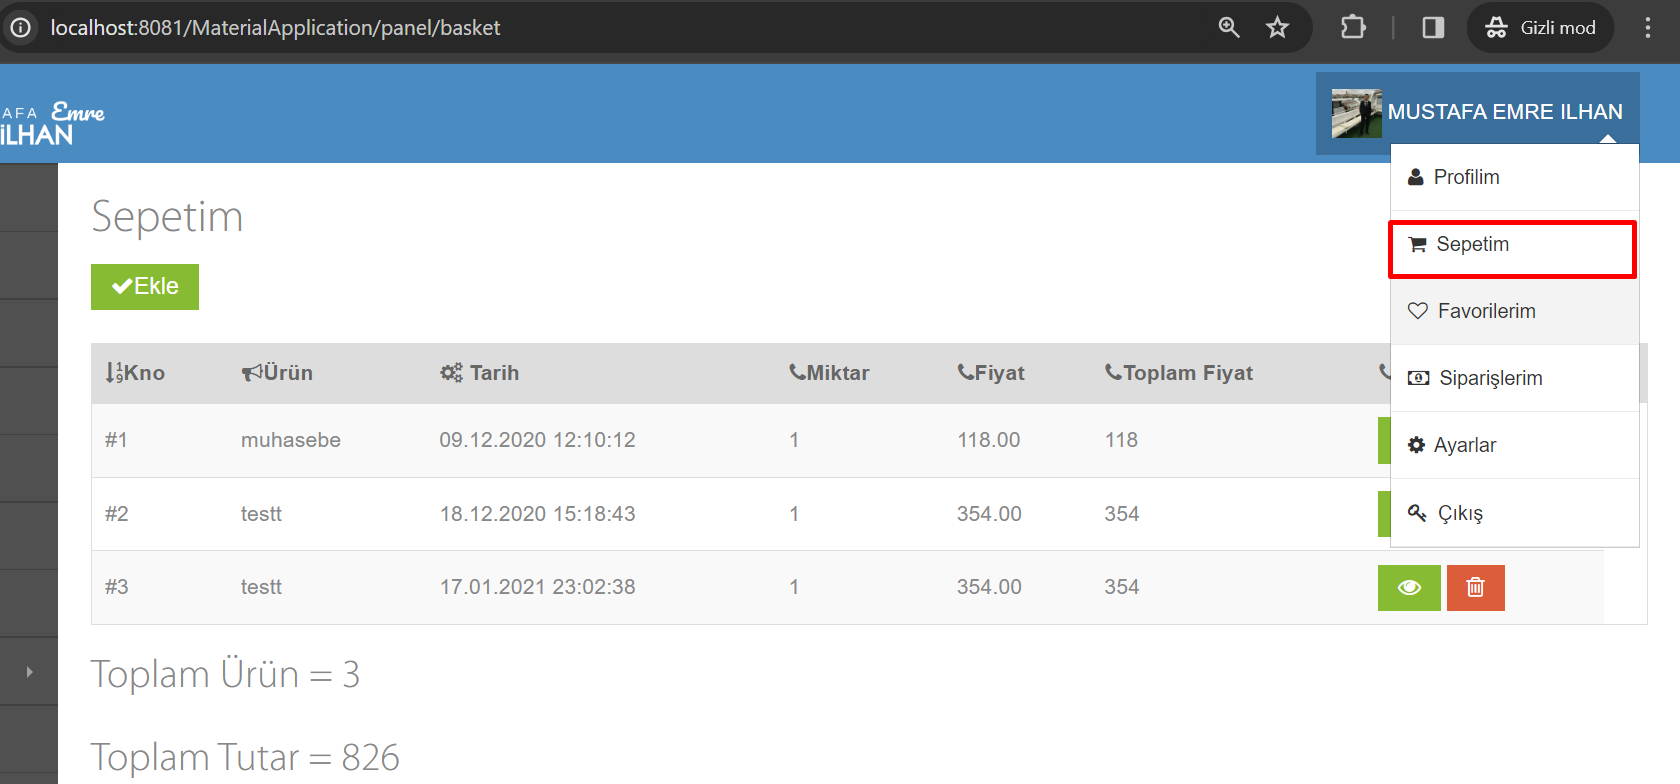 localhost:8081/MaterialApplication/panel/basket
Gizli mod
AFA Emre
iLHAN
MUSTAFA EMRE ILHAN
Profilim
Sepetim
Favorilerim
Siparişlerim
Ayarlar
Çıkış
Sepetim
Ekle
Kno Ürün Tarih Miktar Fiyat Toplam Fiyat
#1 muhasebe 09.12.2020 12:10:12 1 118.00 118
#2 testt 18.12.2020 15:18:43 1 354.00 354
#3 testt 17.01.2021 23:02:38 1 354.00 354
Toplam Ürün = 3
Toplam Tutar = 826